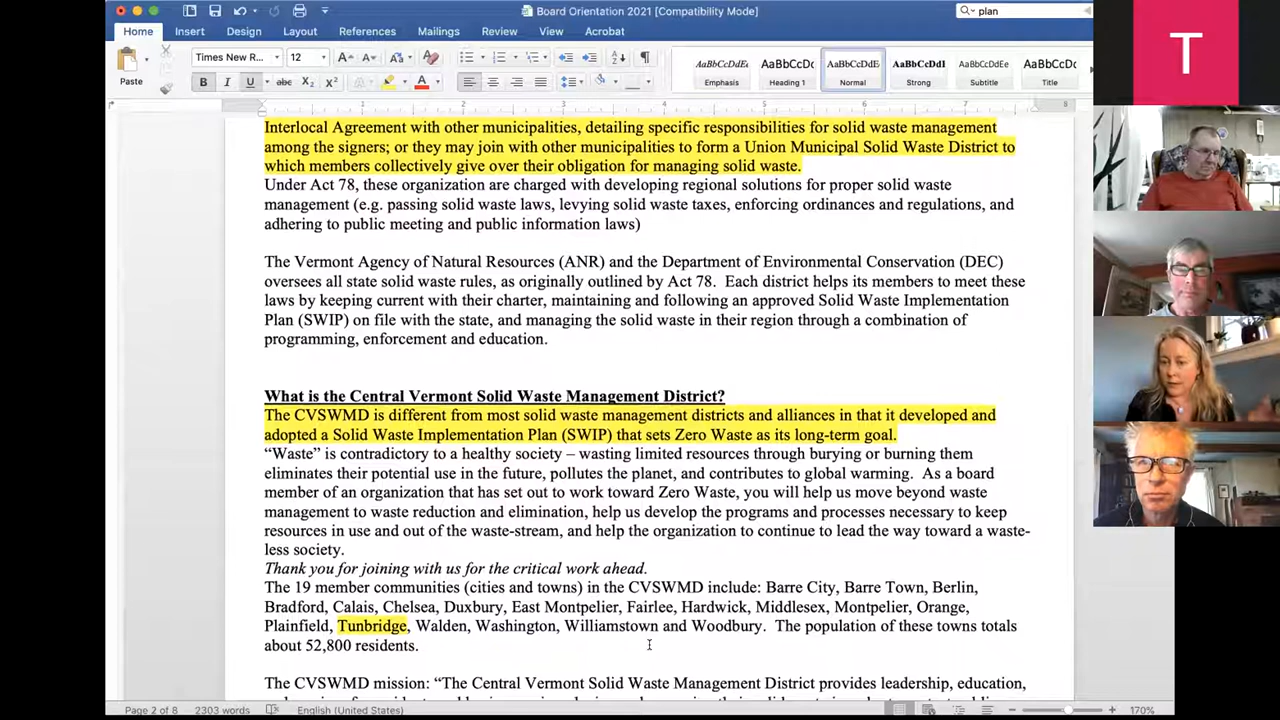 Board Orientation 2021 [Compatibility Mode]
plan
Home Insert Design Layout References Mailings Review View Acrobat
Paste
Times New R... 12
AaBbCcDdEe AaBbCcDc AaBbCcDdE AaBbCcDdI AaBbCcDdEe AaBbCcDc
Emphasis Heading 1 Normal Strong Subtitle Title
1 2 3 4 5 6 7 8
T
Interlocal Agreement with other municipalities, detailing specific responsibilities for solid waste management
among the signers; or they may join with other municipalities to form a Union Municipal Solid Waste District to
which members collectively give over their obligation for managing solid waste.
Under Act 78, these organization are charged with developing regional solutions for proper solid waste
management (e.g. passing solid waste laws, levying solid waste taxes, enforcing ordinances and regulations, and
adhering to public meeting and public information laws)
The Vermont Agency of Natural Resources (ANR) and the Department of Environmental Conservation (DEC)
oversees all state solid waste rules, as originally outlined by Act 78. Each district helps its members to meet these
laws by keeping current with their charter, maintaining and following an approved Solid Waste Implementation
Plan (SWIP) on file with the state, and managing the solid waste in their region through a combination of
programming, enforcement and education.
What is the Central Vermont Solid Waste Management District?
The CVSWMD is different from most solid waste management districts and alliances in that it developed and
adopted a Solid Waste Implementation Plan (SWIP) that sets Zero Waste as its long-term goal.
“Waste” is contradictory to a healthy society – wasting limited resources through burying or burning them
eliminates their potential use in the future, pollutes the planet, and contributes to global warming. As a board
member of an organization that has set out to work toward Zero Waste, you will help us move beyond waste
management to waste reduction and elimination, help us develop the programs and processes necessary to keep
resources in use and out of the waste-stream, and help the organization to continue to lead the way toward a waste-
less society.
Thank you for joining with us for the critical work ahead.
The 19 member communities (cities and towns) in the CVSWMD include: Barre City, Barre Town, Berlin,
Bradford, Calais, Chelsea, Duxbury, East Montpelier, Fairlee, Hardwick, Middlesex, Montpelier, Orange,
Plainfield, Tunbridge, Walden, Washington, Williamstown and Woodbury. The population of these towns totals
about 52,800 residents.
The CVSWMD mission: “The Central Vermont Solid Waste Management District provides leadership, education,
Page 2 of 8 2303 words English (United States) 170%